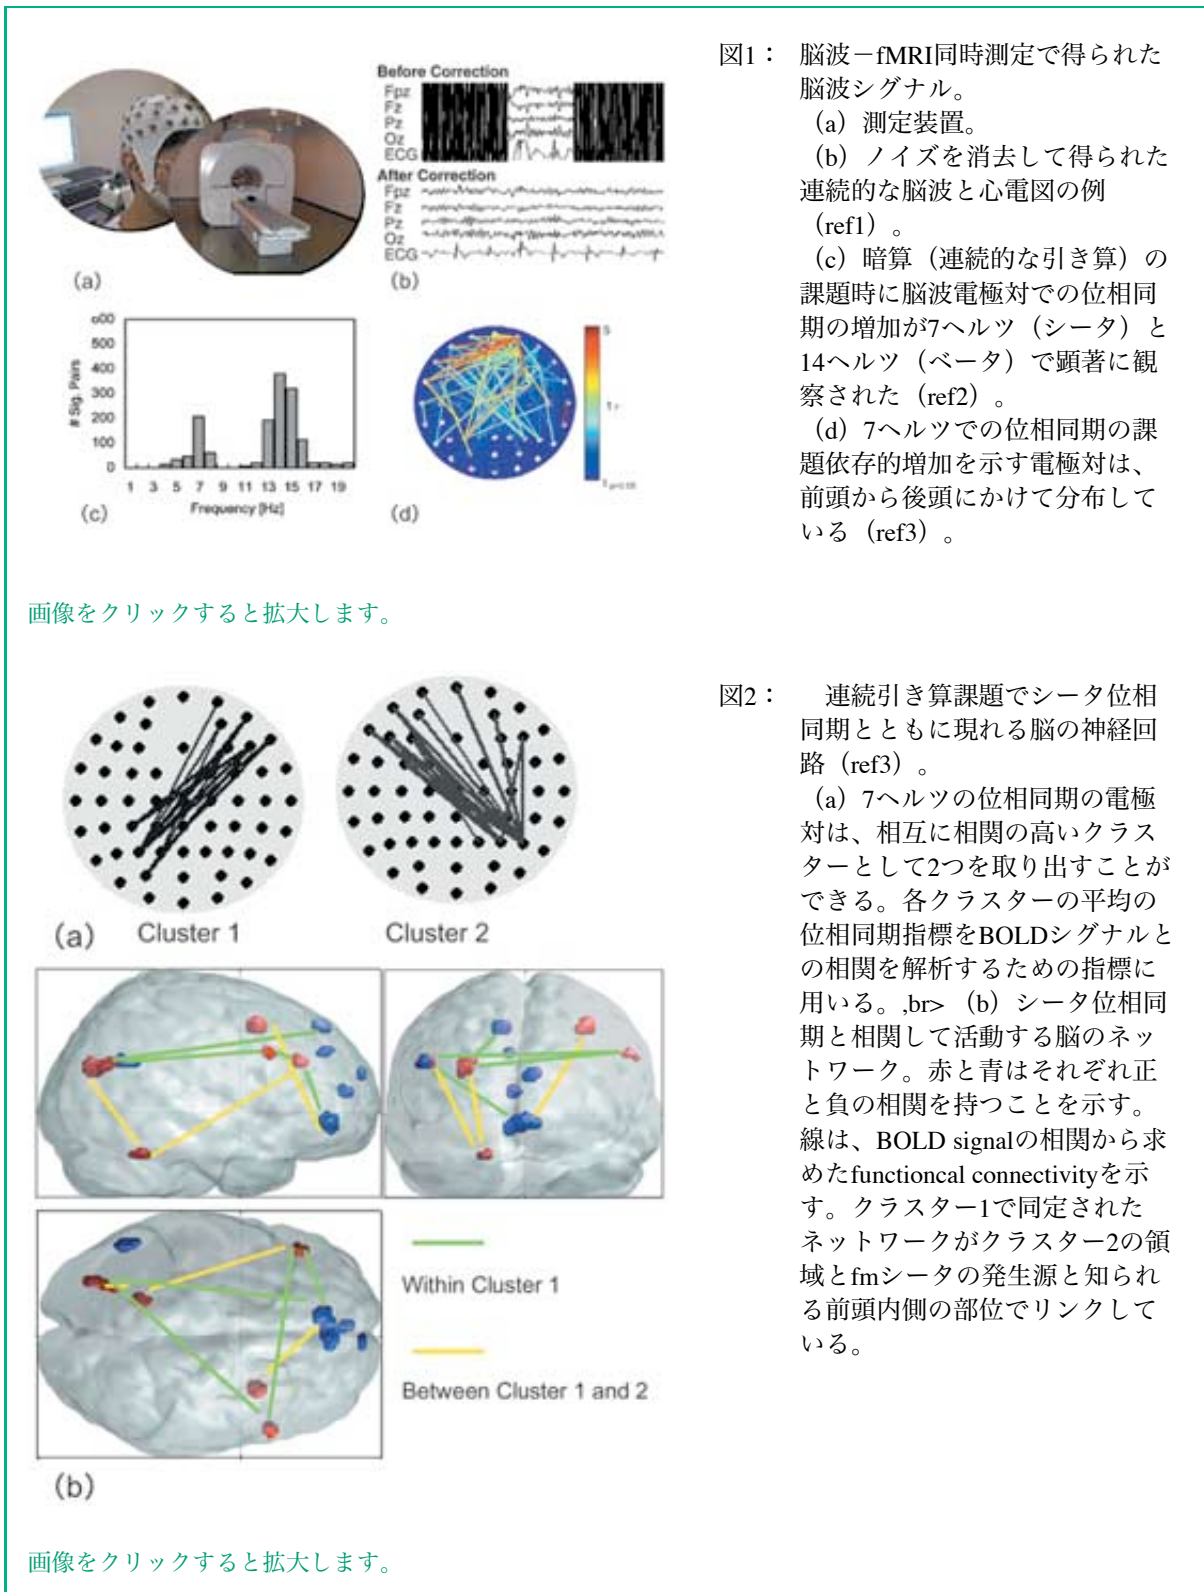 Before Correction
Fpz
Fz
Pz
Oz
ECG
After Correction
Fpz
Fz
Pz
Oz
ECG
(a)
(b)
600
500
400
300
200
100
0
# Sig. Pairs
1 3 5 7 9 11 13 15 17 19
Frequency [Hz]
(c)
5
(d)
図1： 脳波－fMRI同時測定で得られた
脳波シグナル。
（a）測定装置。
（b）ノイズを消去して得られた
連続的な脳波と心電図の例
（ref1）。
（c）暗算（連続的な引き算）の
課題時に脳波電極対での位相同
期の増加が7ヘルツ（シータ）と
14ヘルツ（ベータ）で顕著に観
察された（ref2）。
（d）7ヘルツでの位相同期の課
題依存的増加を示す電極対は、
前頭から後頭にかけて分布して
いる（ref3）。
画像をクリックすると拡大します。
(a) Cluster 1 Cluster 2
Within Cluster 1
Between Cluster 1 and 2
(b)
図2： 連続引き算課題でシータ位相
同期とともに現れる脳の神経回
路（ref3）。
（a）7ヘルツの位相同期の電極
対は、相互に相関の高いクラス
ターとして2つを取り出すことが
できる。各クラスターの平均の
位相同期指標をBOLDシグナルと
の相関を解析するための指標に
用いる。,br> （b）シータ位相同
期と相関して活動する脳のネッ
トワーク。赤と青はそれぞれ正
と負の相関を持つことを示す。
線は、BOLD signalの相関から求
めたfunctioncal connectivityを示
す。クラスター1で同定された
ネットワークがクラスター2の領
域とfmシータの発生源と知られ
る前頭内側の部位でリンクして
いる。
画像をクリックすると拡大します。